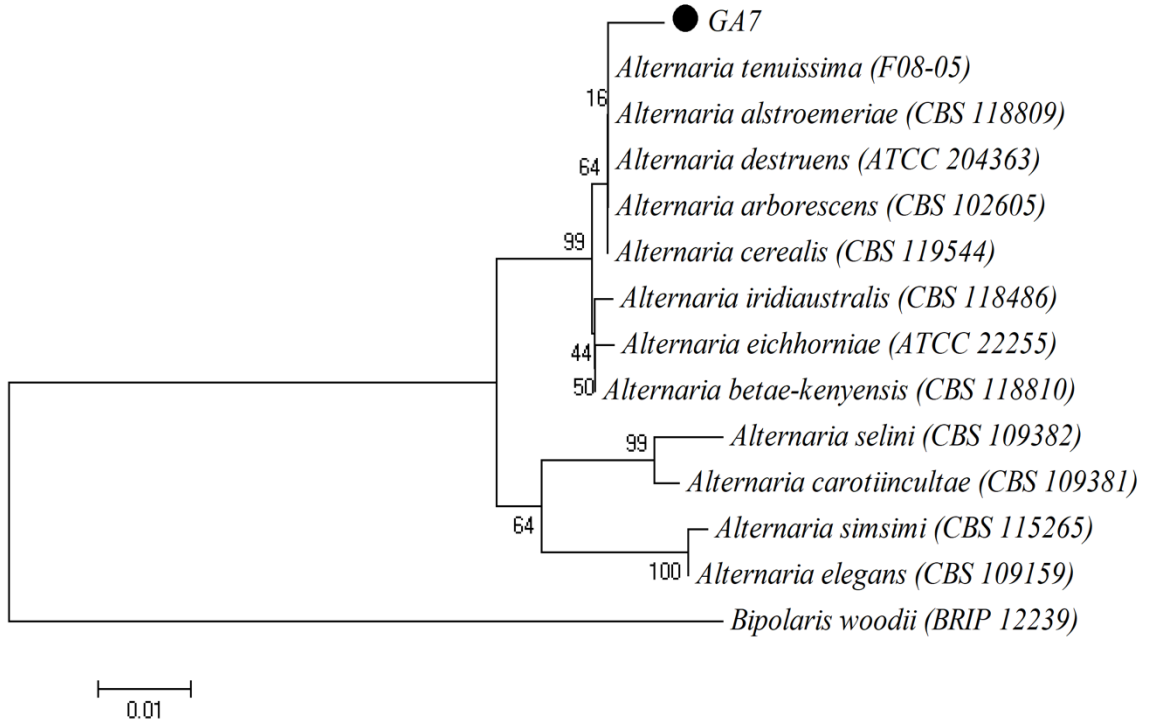 GA7
Alternaria tenuissima (F08-05)
16
Alternaria alstroemeriae (CBS 118809)
64
Alternaria destruens (ATCC 204363)
Alternaria arborescens (CBS 102605)
99
Alternaria cerealis (CBS 119544)
Alternaria iridiaustralis (CBS 118486)
44
Alternaria eichhorniae (ATCC 22255)
50
Alternaria betae-kenyensis (CBS 118810)
99
Alternaria selini (CBS 109382)
Alternaria carotiincultae (CBS 109381)
64
Alternaria simsimi (CBS 115265)
100
Alternaria elegans (CBS 109159)
Bipolaris woodii (BRIP 12239)
0.01